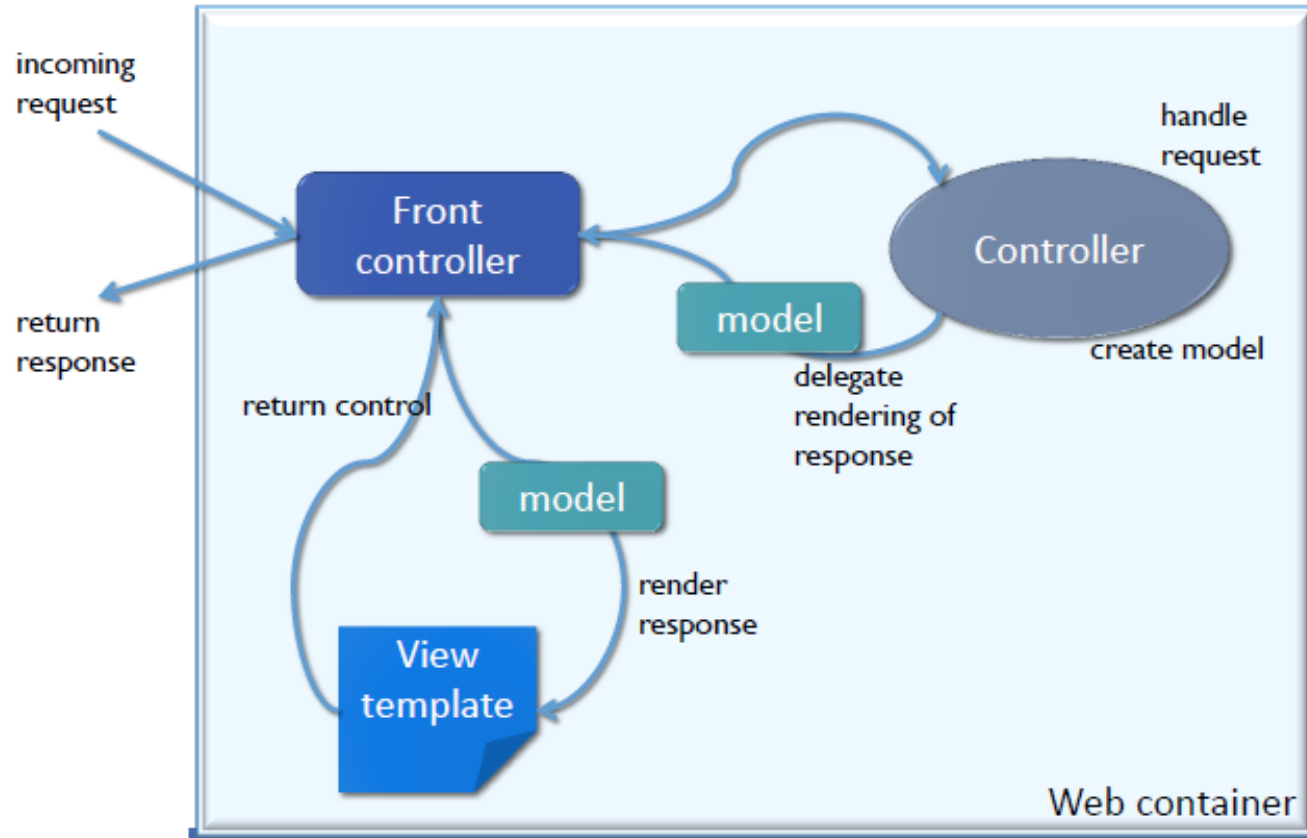 incoming
request
handle
request
Front
controller
Controller
model
return
response
create model
delegate
rendering of
response
return control
model
render
response
View
template
Web container